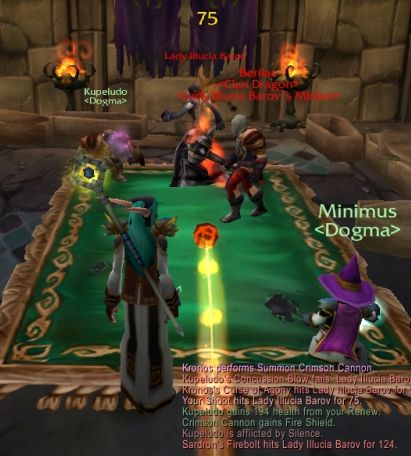 75
Lady Illucia Barov
Berilac
<Clan Dragon>
<Lady Illucia Barov's Minion>
Kupeludo
<Dogma>
Minimus
<Dogma>
Kronos performs Summon Crimson Cannon.
Kupeludo's Concussion Blow fails. Lady Illucia Baro
Kronos's Curse of Agony hits Lady Illucia Barov for
Your Shoot hits Lady Illucia Barov for 75.
Kupeludo gains 194 health from your Renew.
Crimson Cannon gains Fire Shield.
Kupeludo is afflicted by Silence.
Sardron's Firebolt hits Lady Illucia Barov for 124.